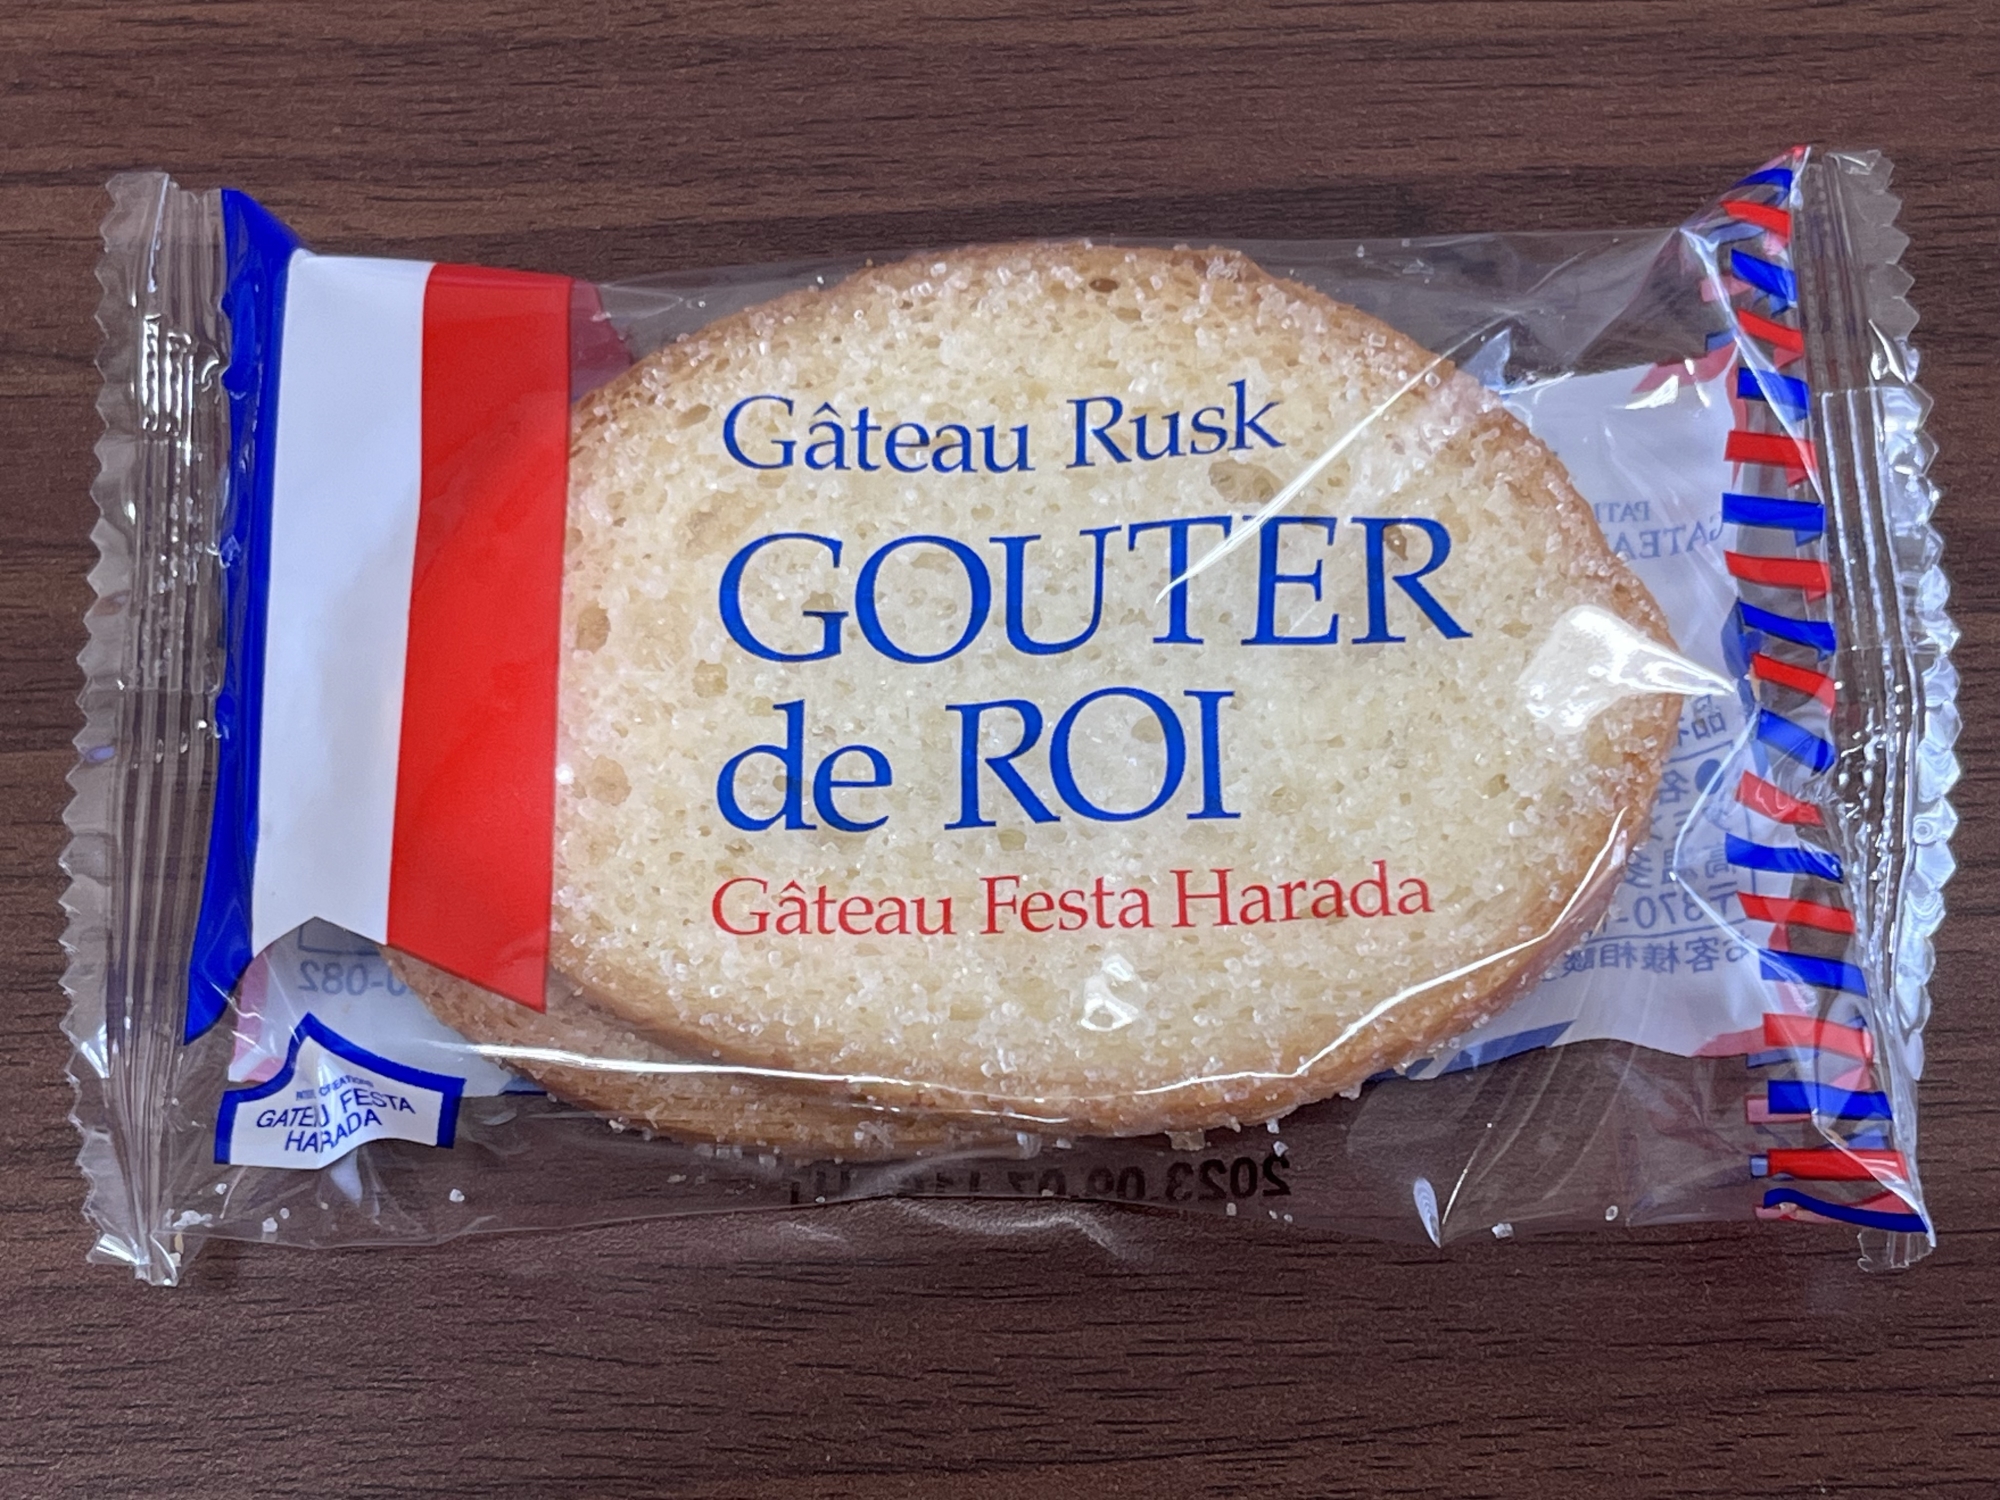 Gâteau Rusk
GOUTER
de ROI
Gâteau Festa Harada
GATEAU FESTA
HARADA